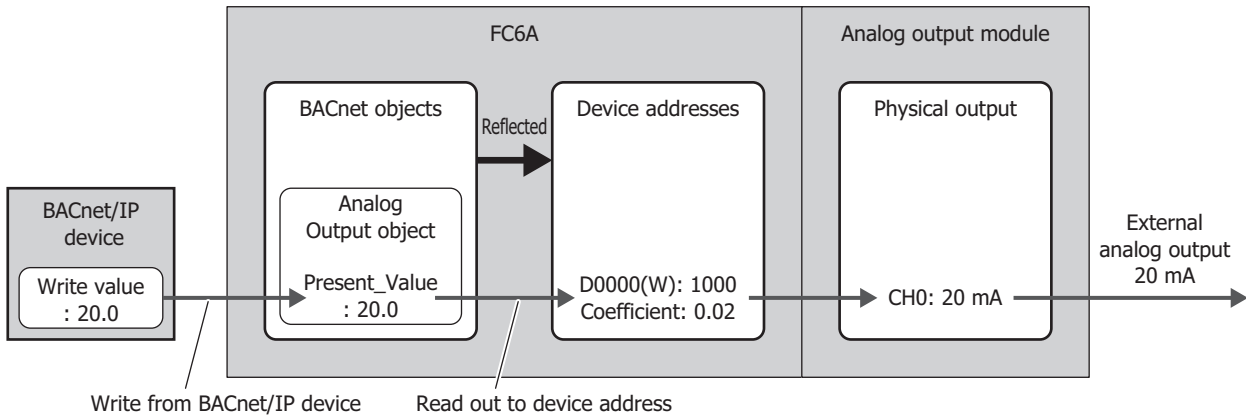 FC6A
Analog output module
BACnet objects
Reflected
Device addresses
Physical output
BACnet/IP
device
Write value
: 20.0
Analog
Output object
Present_Value
: 20.0
D0000(W): 1000
Coefficient: 0.02
CH0: 20 mA
External
analog output
20 mA
Write from BACnet/IP device
Read out to device address